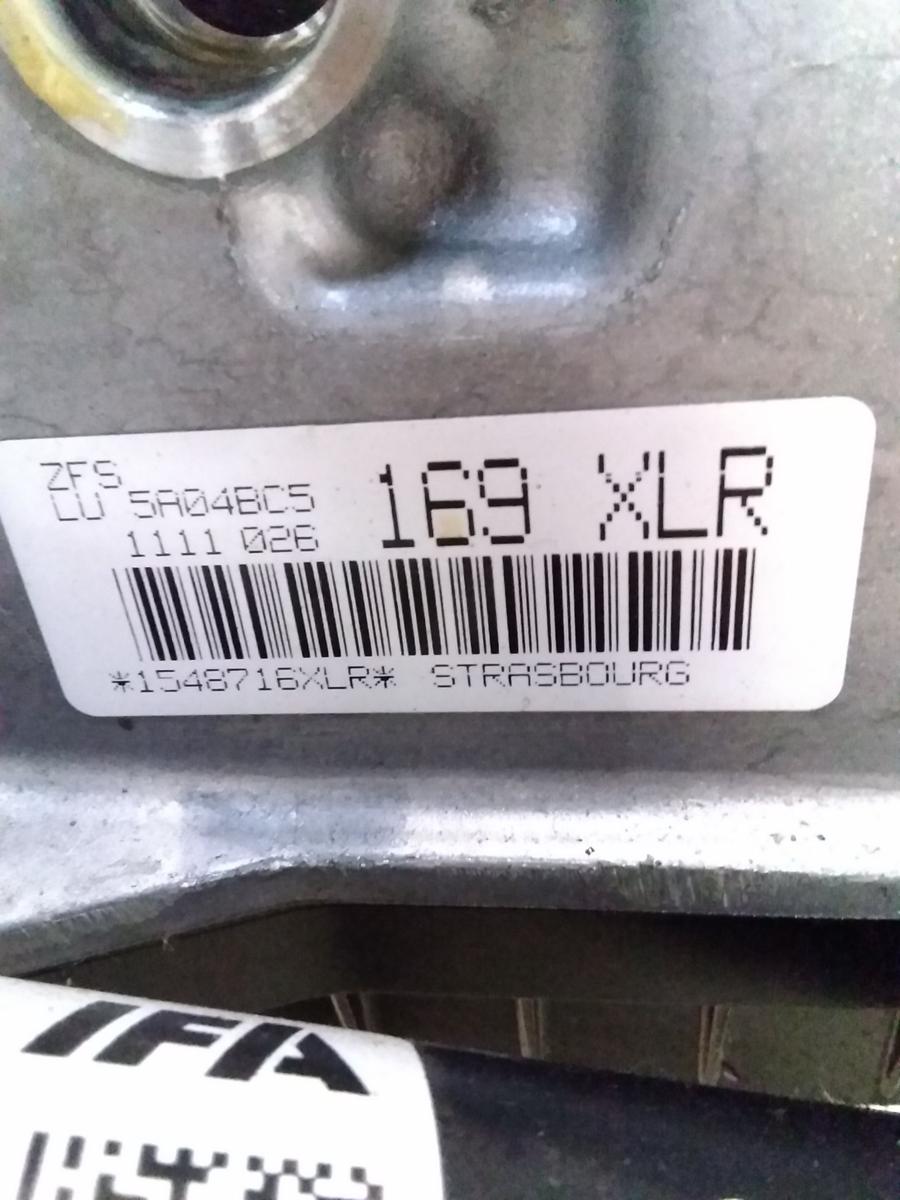 ZFS
LU 5A04BC5
1111 026
169 XLR
*1548716XLR* STRASBOURG
IFA